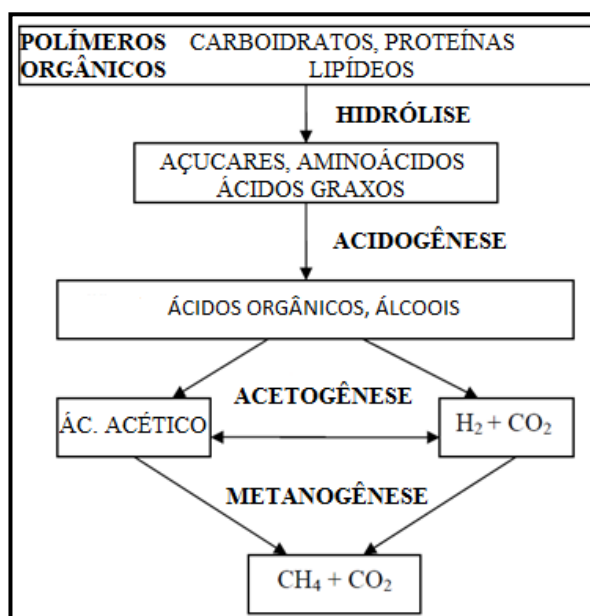 POLÍMEROS CARBOIDRATOS, PROTEÍNAS
ORGÂNICOS LIPÍDEOS
HIDRÓLISE
AÇUCARES, AMINOÁCIDOS
ÁCIDOS GRAXOS
ACIDOGÊNESE
ÁCIDOS ORGÂNICOS, ÁLCOOIS
ACETOGÊNESE
ÁC. ACÉTICO
H₂ + CO₂
METANOGÊNESE
CH₄ + CO₂